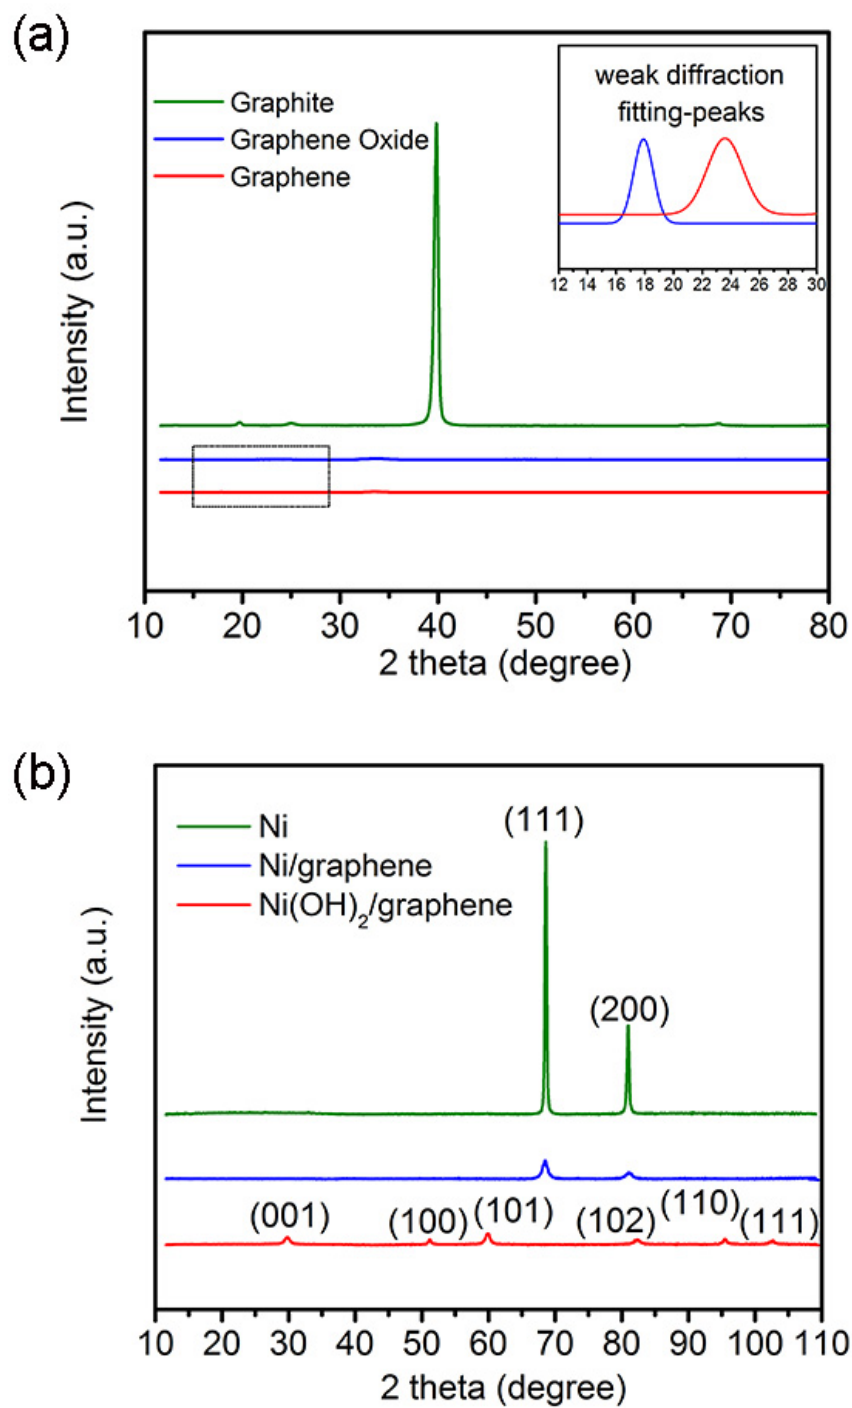 (a)
Graphite
Graphene Oxide
Graphene
weak diffraction
fitting-peaks
12 14 16 18 20 22 24 26 28 30
Intensity (a.u.)
10 20 30 40 50 60 70 80
2 theta (degree)
(b)
Ni
Ni/graphene
Ni(OH)₂/graphene
(111)
(200)
(001) (100) (101) (102) (110) (111)
Intensity (a.u.)
10 20 30 40 50 60 70 80 90 100 110
2 theta (degree)